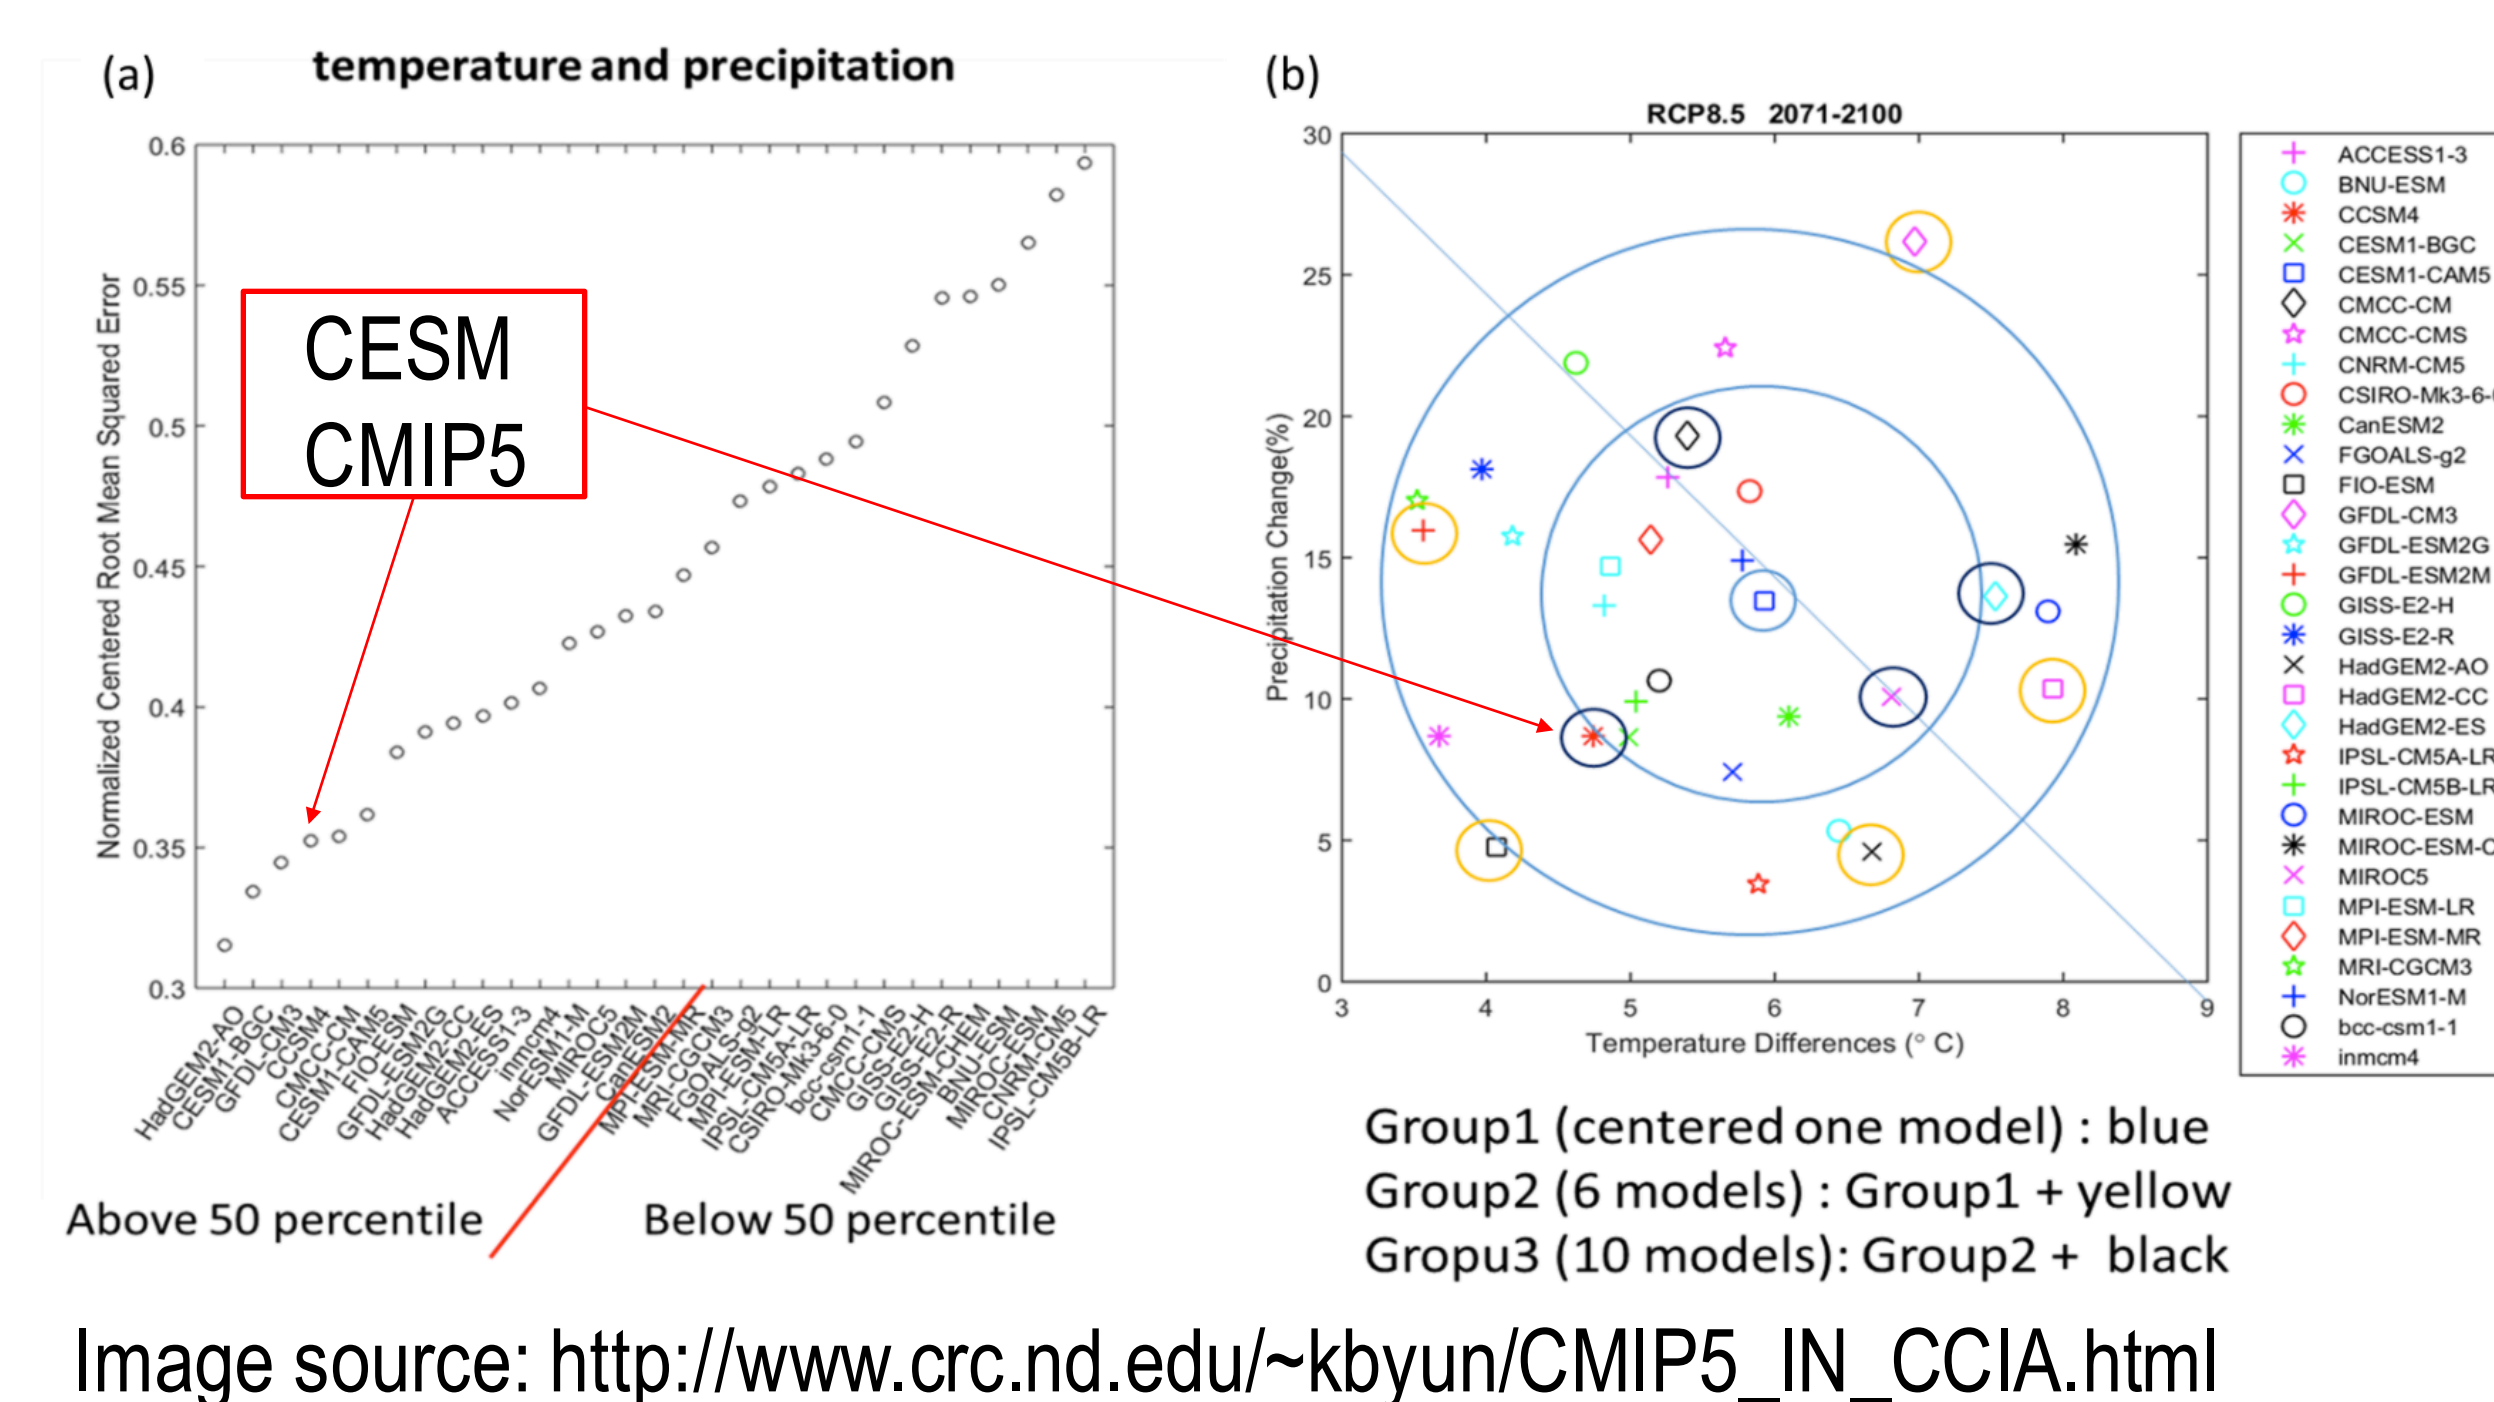 (a)
temperature and precipitation
Normalized Centered Root Mean Squared Error
0.6
0.55
0.5
0.45
0.4
0.35
0.3
CESM
CMIP5
HadGEM2-AO
CESM1-BGC
GFDL-CM3
CCSM4
CMCC-CM
CESM1-CAM5
FIO-ESM
GFDL-ESM2G
HadGEM2-CC
HadGEM2-ES
ACCESS1-3
inmcm4
NorESM1-M
MIROC5
GFDL-ESM2M
CanESM2
MPI-ESM-MR
MRI-CGCM3
FGOALS-g2
MPI-ESM-LR
IPSL-CM5A-LR
CSIRO-Mk3-6-0
bcc-csm1-1
CMCC-CMS
GISS-E2-H
GISS-E2-R
MIROC-ESM-CHEM
BNU-ESM
MIROC-ESM
CNRM-CM5
IPSL-CM5B-LR
Above 50 percentile
Below 50 percentile
(b)
RCP8.5 2071-2100
Precipitation Change(%)
30
25
20
15
10
5
0
3
4
5
6
7
8
9
Temperature Differences (° C)
ACCESS1-3
BNU-ESM
CCSM4
CESM1-BGC
CESM1-CAM5
CMCC-CM
CMCC-CMS
CNRM-CM5
CSIRO-Mk3-6-
CanESM2
FGOALS-g2
FIO-ESM
GFDL-CM3
GFDL-ESM2G
GFDL-ESM2M
GISS-E2-H
GISS-E2-R
HadGEM2-AO
HadGEM2-CC
HadGEM2-ES
IPSL-CM5A-LR
IPSL-CM5B-LR
MIROC-ESM
MIROC-ESM-C
MIROC5
MPI-ESM-LR
MPI-ESM-MR
MRI-CGCM3
NorESM1-M
bcc-csm1-1
inmcm4
Group1 (centered one model) : blue
Group2 (6 models) : Group1 + yellow
Gropu3 (10 models): Group2 + black
Image source: http://www.crc.nd.edu/~kbyun/CMIP5_IN_CCIA.html